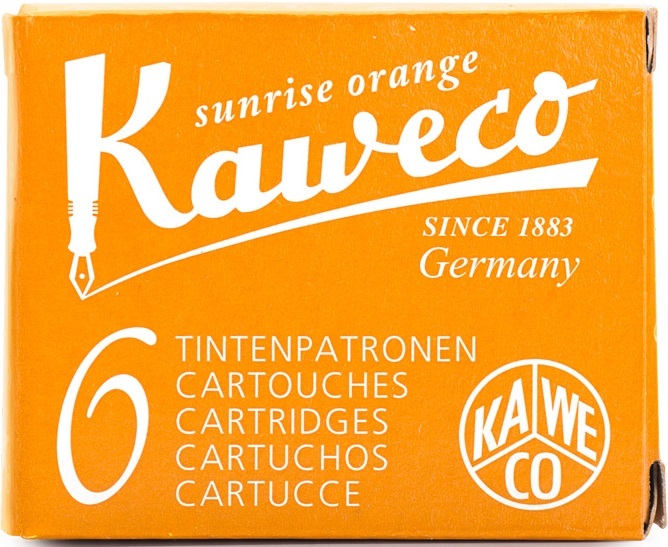 sunrise orange
Kaweco
SINCE 1883
Germany
6
TINTENPATRONEN
CARTOUCHES
CARTRIDGES
CARTUCHOS
CARTUCCE
KA WE
CO